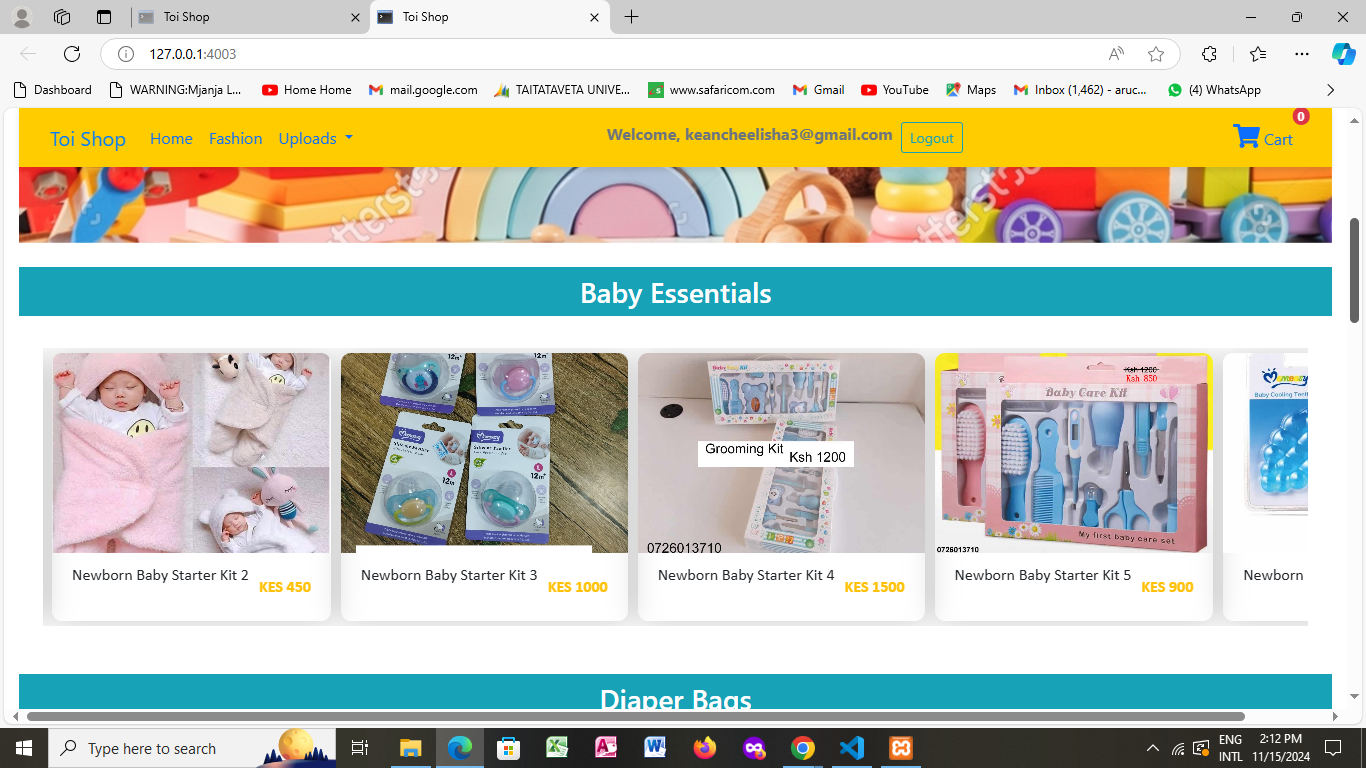 Toi Shop
Toi Shop
127.0.0.1:4003
Dashboard
WARNING:Mjanja L...
Home Home
mail.google.com
TAITATAVETA UNIVE...
www.safaricom.com
Gmail
YouTube
Maps
Inbox (1,462) - aruc...
(4) WhatsApp
Toi Shop
Home
Fashion
Uploads
Welcome, keancheelisha3@gmail.com
Logout
0
Cart
Baby Essentials
12m+
12m+
12m+
12m+
Grooming Kit
Ksh 1200
0726013710
Ksh 1200
Ksh 850
Baby Care Kit
My first baby care set
0726013710
Baby Cooling Teeth
Newborn Baby Starter Kit 2
KES 450
Newborn Baby Starter Kit 3
KES 1000
Newborn Baby Starter Kit 4
KES 1500
Newborn Baby Starter Kit 5
KES 900
Newborn
Diaper Bags
Type here to search
ENG
INTL
2:12 PM
11/15/2024